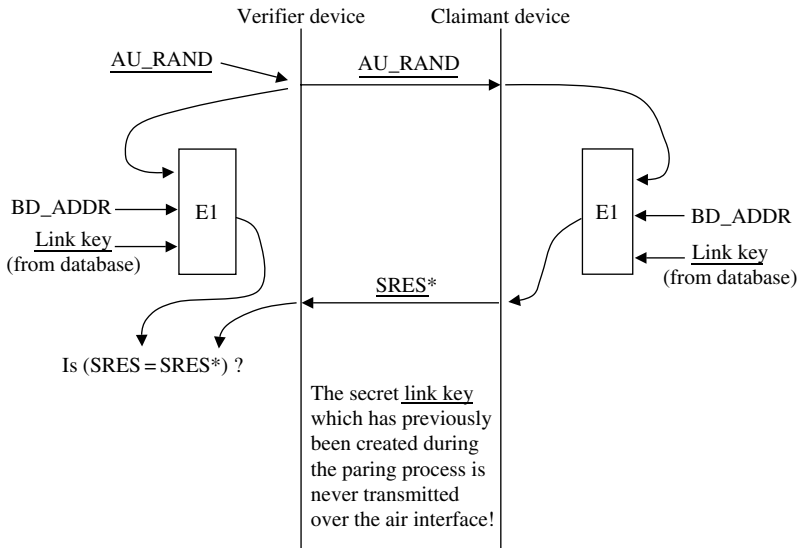 Verifier device
Claimant device
AU_RAND
AU_RAND
E1
BD_ADDR
Link key
(from database)
E1
BD_ADDR
Link key
(from database)
SRES*
Is (SRES = SRES*) ?
The secret link key
which has previously
been created during
the paring process is
never transmitted
over the air interface!